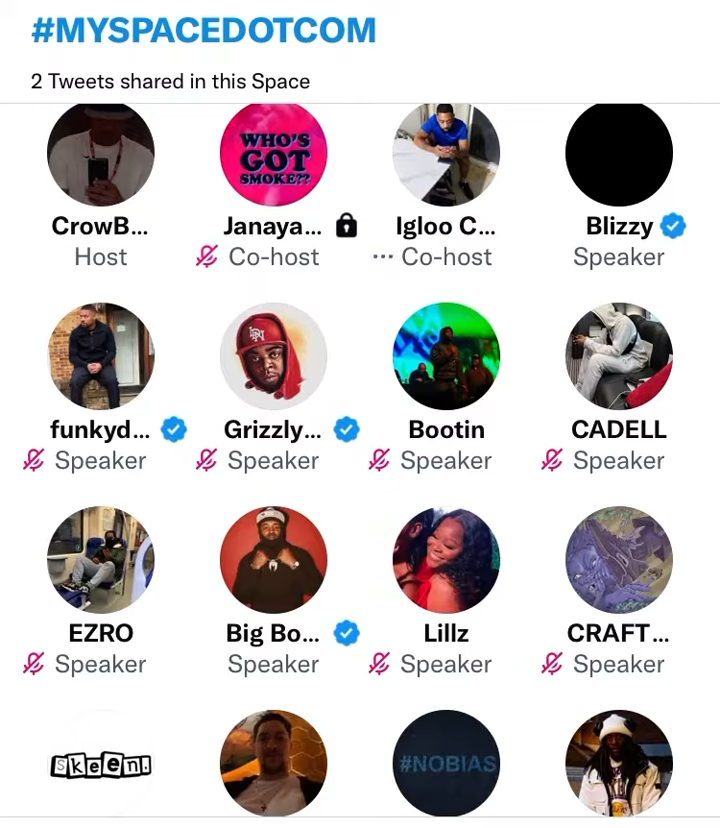 #MYSPACEDOTCOM
2 Tweets shared in this Space
WHO'S
GOT
SMOKE??
CrowB... Janaya... Igloo C... Blizzy
Host Co-host Co-host Speaker
funkyd... Grizzly... Bootin CADELL
Speaker Speaker Speaker Speaker
EZRO Big Bo... Lillz CRAFT...
Speaker Speaker Speaker Speaker
skeen. #NOBIAS